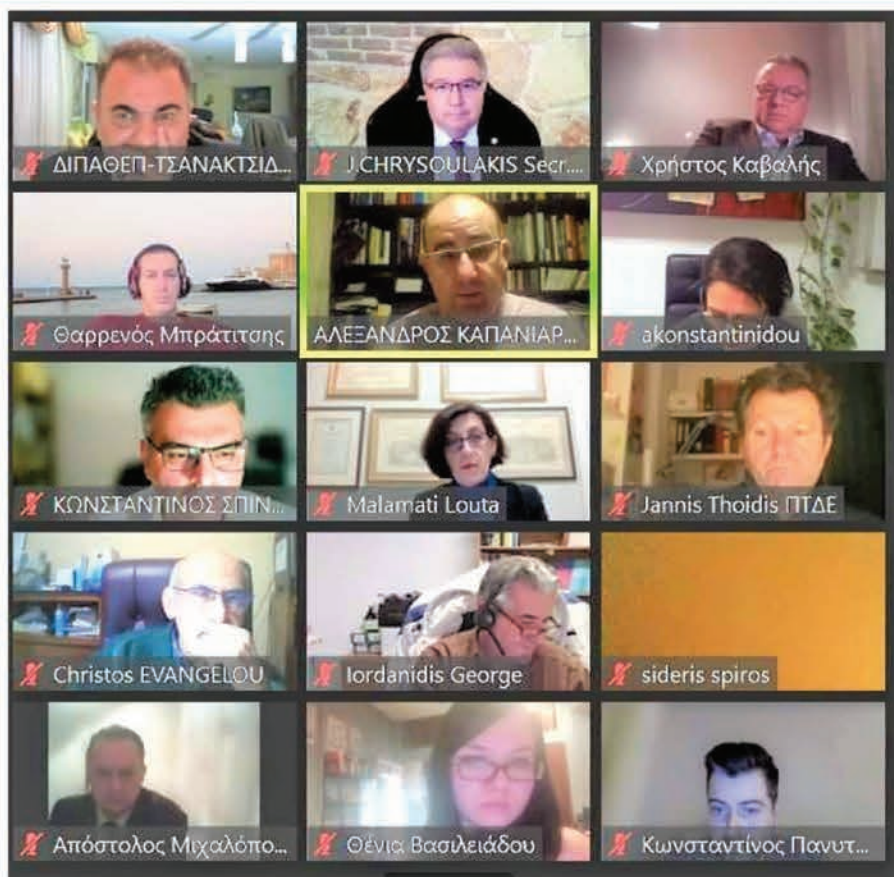 ΔΙΠΑΘΕΠ-ΤΣΑΝΑΚΤΣΙΔ...
J.CHRYSOULAKIS Secr....
Χρήστος Καβαλής
Θαρρενός Μπράτιτσης
ΑΛΕΞΑΝΔΡΟΣ ΚΑΠΑΝΙΑΡ...
akonstantinidou
ΚΩΝΣΤΑΝΤΙΝΟΣ ΣΠΙΝ...
Malamati Louta
Jannis Thoidis ΠΤΔΕ
Christos EVANGELOU
Iordanidis George
sideris spiros
Απόστολος Μιχαλόπο...
Θένια Βασιλειάδου
Κωνσταντίνος Πανυτ...